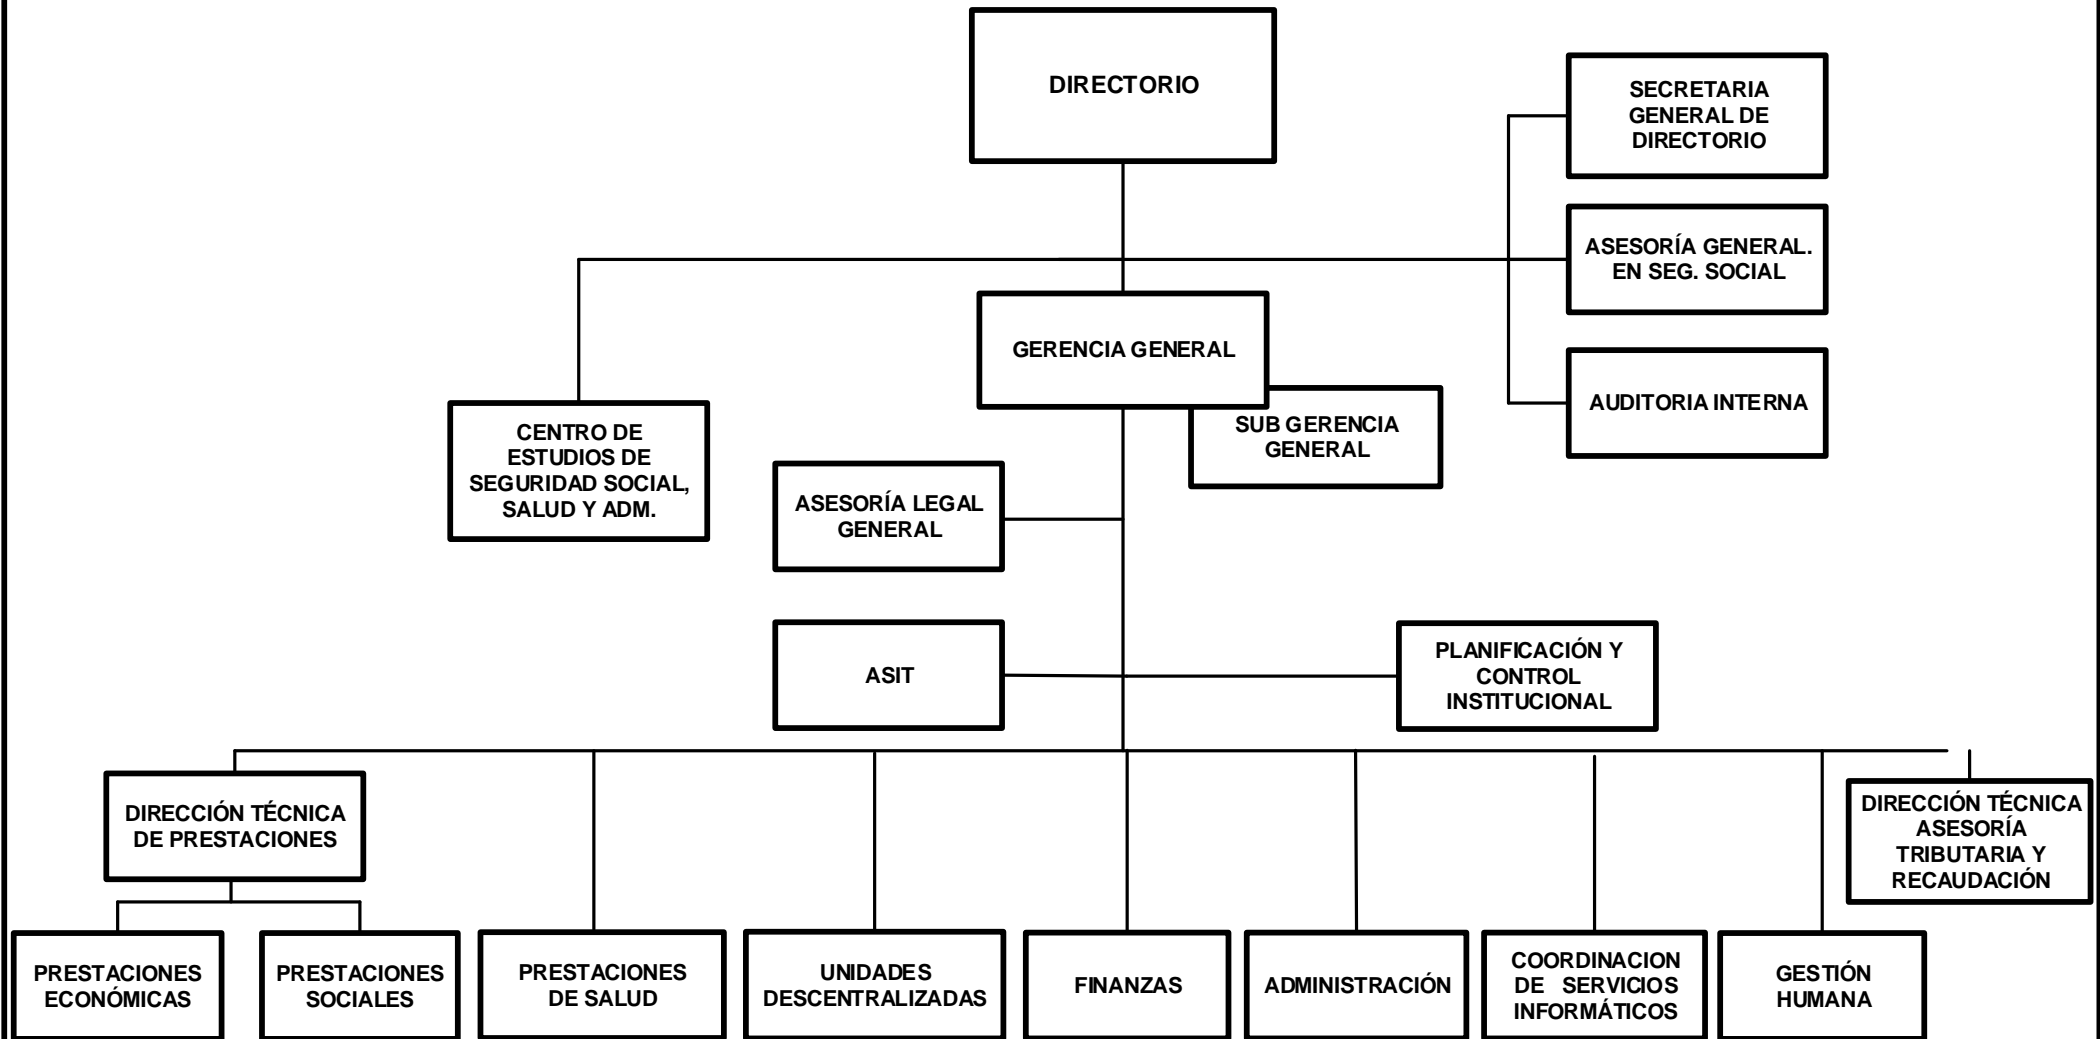 DIRECTORIO
SECRETARIA
GENERAL DE
DIRECTORIO
ASESORÍA GENERAL.
EN SEG. SOCIAL
GERENCIA GENERAL
AUDITORIA INTERNA
SUB GERENCIA
GENERAL
CENTRO DE
ESTUDIOS DE
SEGURIDAD SOCIAL,
SALUD Y ADM.
ASESORÍA LEGAL
GENERAL
ASIT
PLANIFICACIÓN Y
CONTROL
INSTITUCIONAL
DIRECCIÓN TÉCNICA
DE PRESTACIONES
DIRECCIÓN TÉCNICA
ASESORÍA
TRIBUTARIA Y
RECAUDACIÓN
PRESTACIONES
ECONÓMICAS
PRESTACIONES
SOCIALES
PRESTACIONES
DE SALUD
UNIDADES
DESCENTRALIZADAS
FINANZAS
ADMINISTRACIÓN
COORDINACION
DE SERVICIOS
INFORMÁTICOS
GESTIÓN
HUMANA